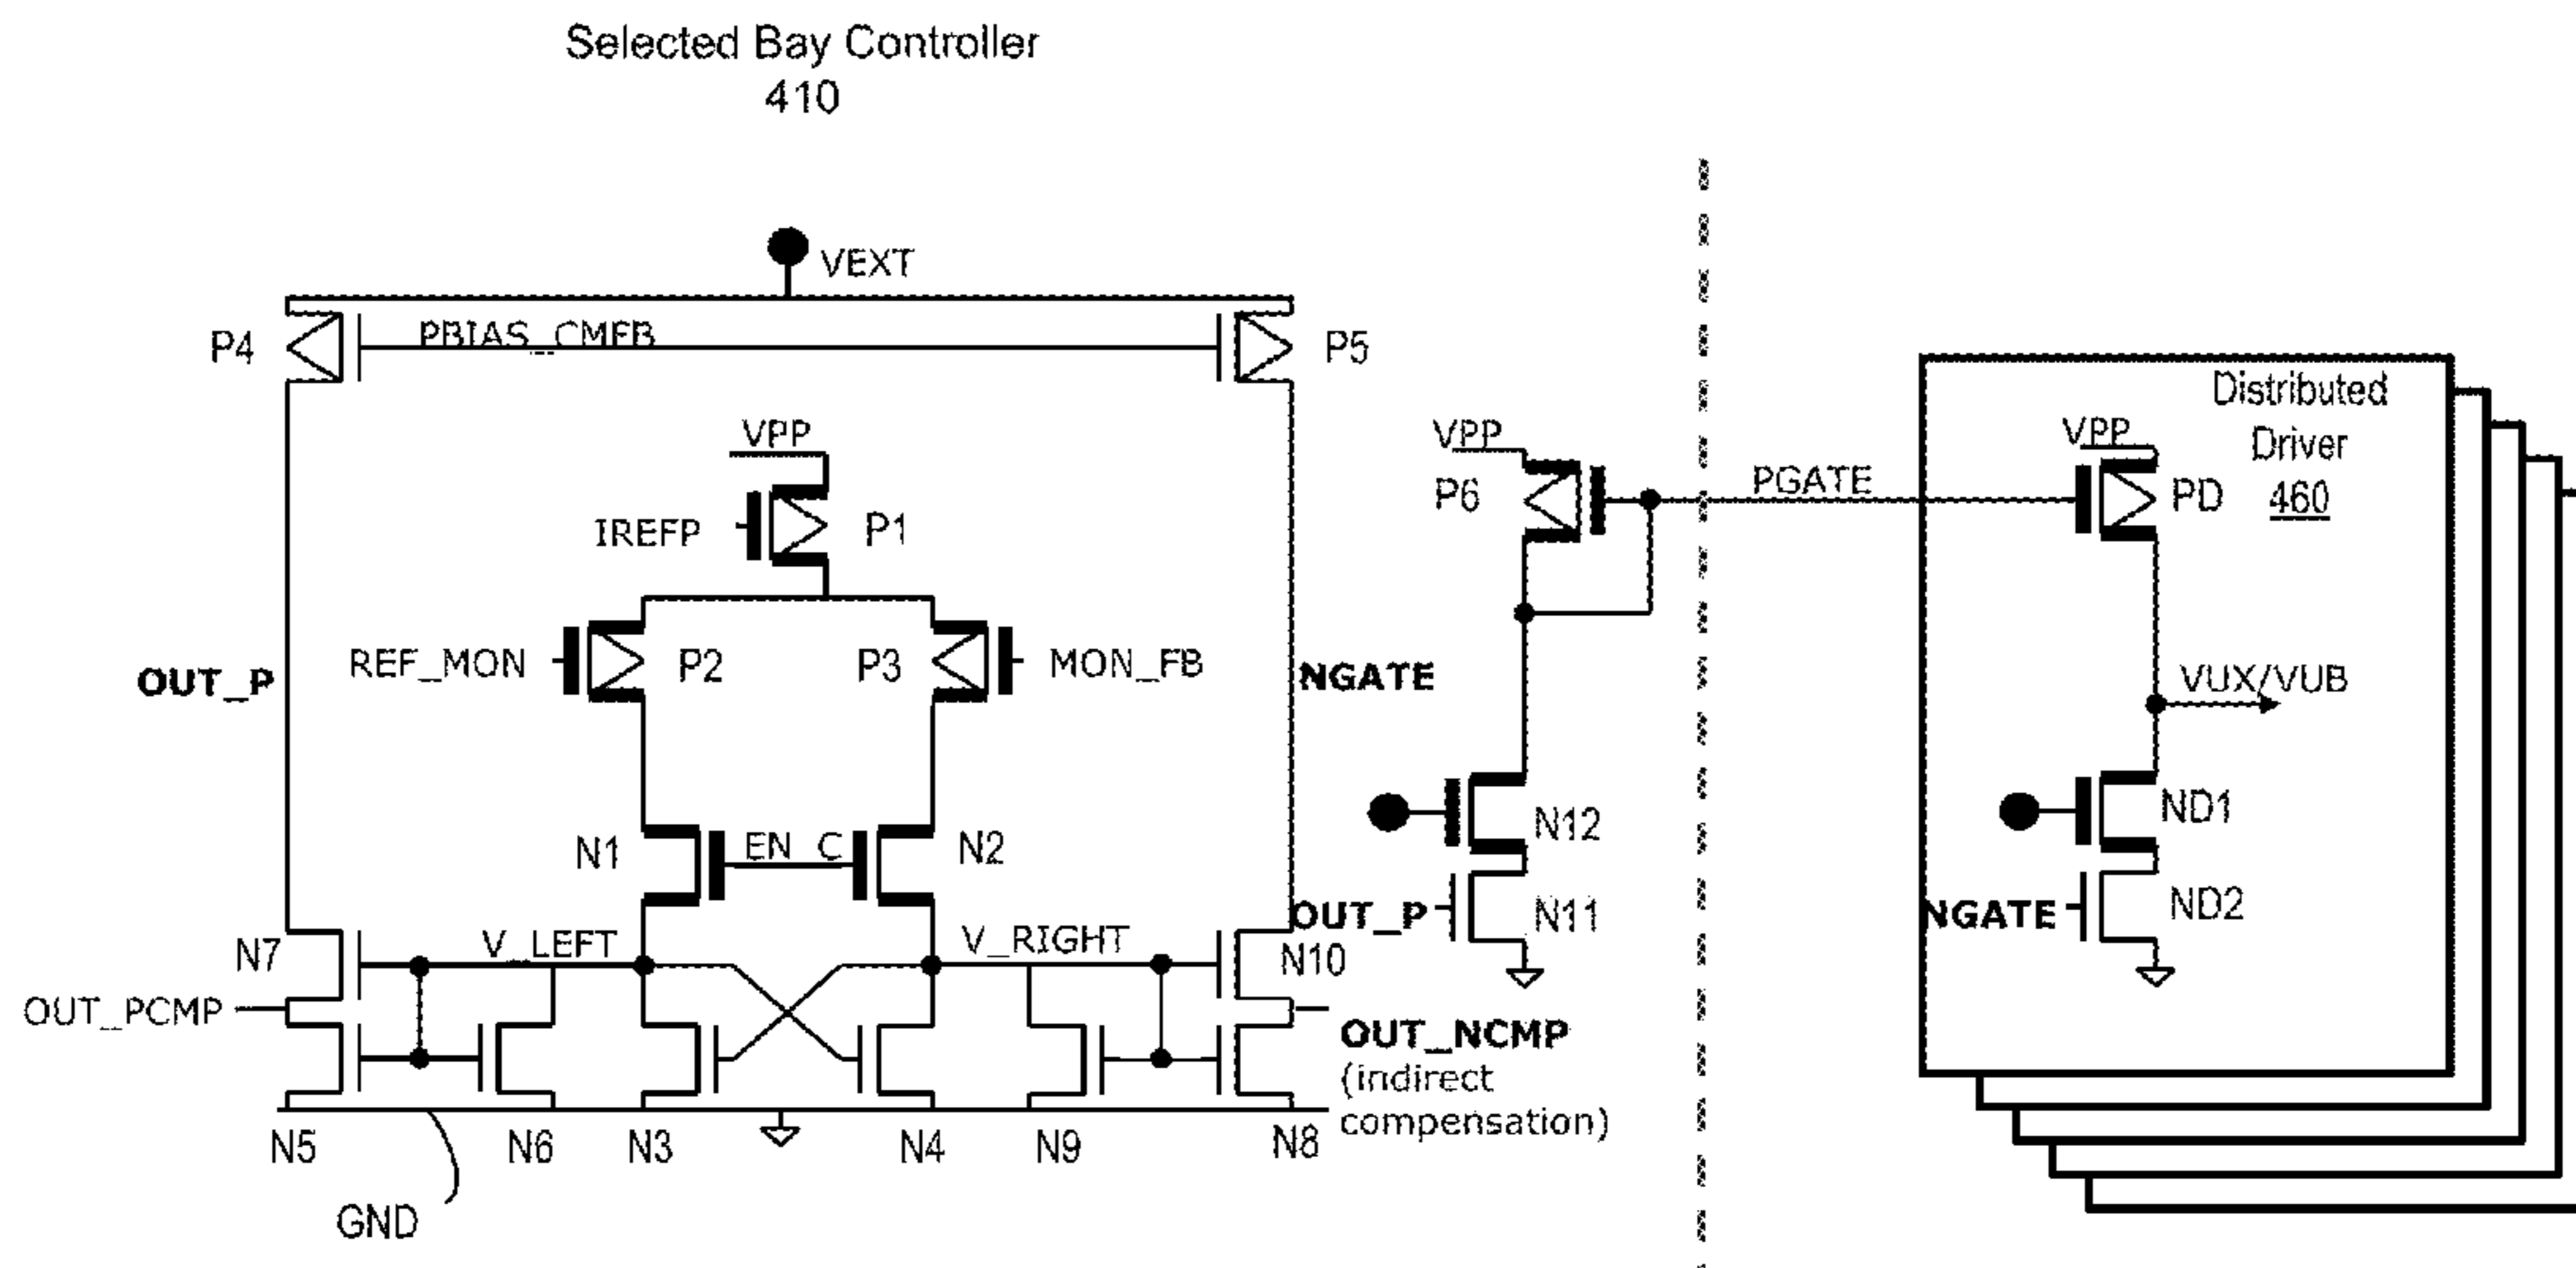 Selected Bay Controller
410
VEXT
P4
PBIAS_CMFB
P5
Distributed
Driver
460
VPP
VPP
VPP
P6
PGATE
PD
IREFP
P1
REF_MON
P2
P3
MON_FB
OUT_P
NGATE
VUX/VUB
N1
EN_C
N2
N12
ND1
OUT_P
N11
NGATE
ND2
N7
V_LEFT
V_RIGHT
N10
OUT_PCMP
OUT_NCMP
(indirect
compensation)
N5
N6
N3
N4
N9
N8
GND